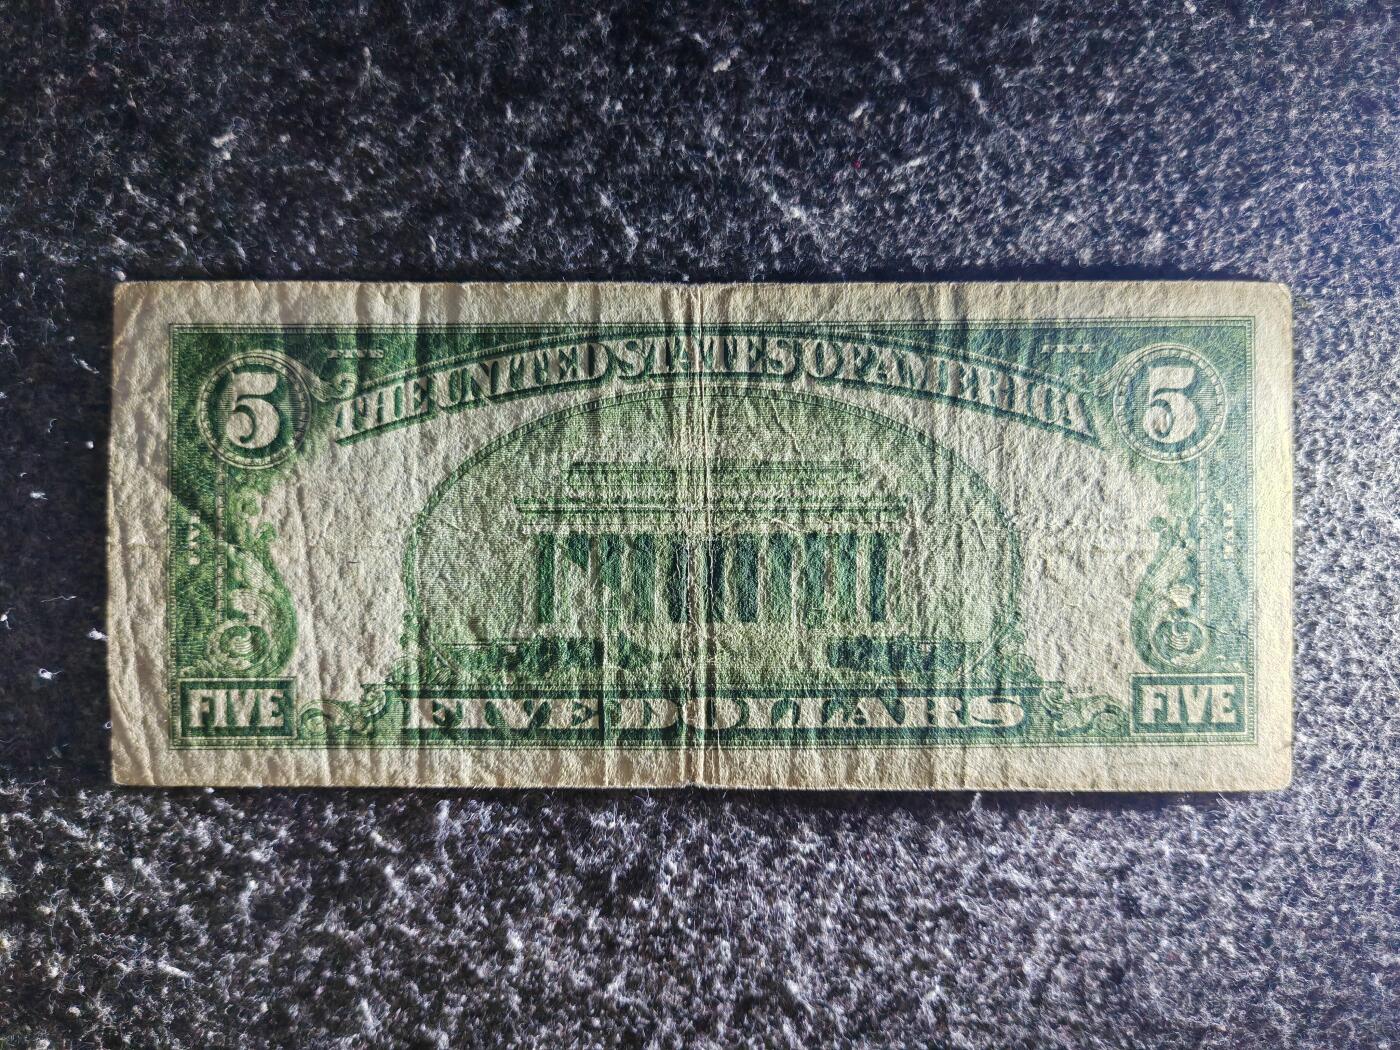 THE UNITED STATES OF AMERICA
5
5
FIVE
FIVE DOLLARS
FIVE